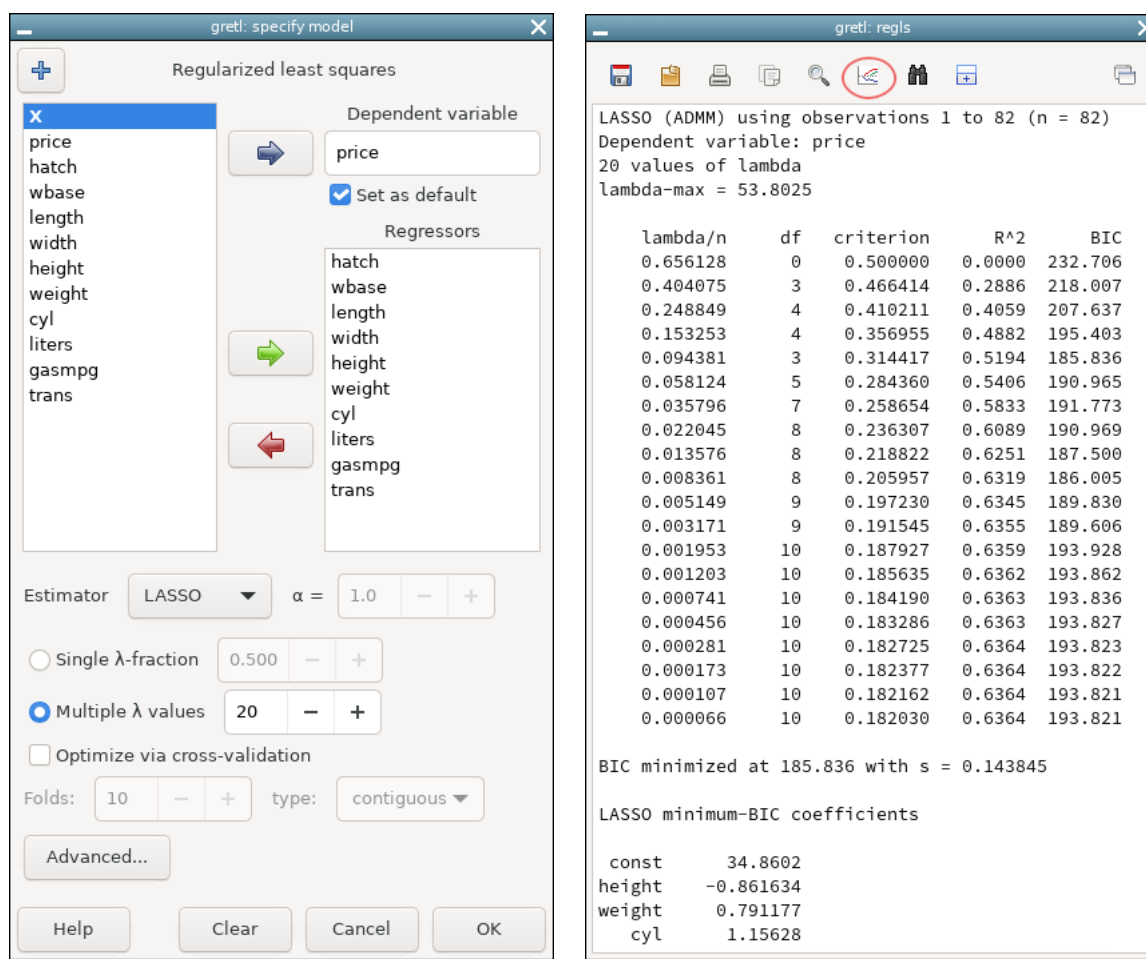 gretl: specify model
Regularized least squares
X
price
hatch
wbase
length
width
height
weight
cyl
liters
gasmpg
trans
Dependent variable
price
Set as default
Regressors
hatch
wbase
length
width
height
weight
cyl
liters
gasmpg
trans
Estimator LASSO α = 1.0 − +
Single λ-fraction 0.500 − +
Multiple λ values 20 − +
Optimize via cross-validation
Folds: 10 − + type: contiguous
Advanced...
Help Clear Cancel OK
gretl: regls
LASSO (ADMM) using observations 1 to 82 (n = 82)
Dependent variable: price
20 values of lambda
lambda-max = 53.8025
lambda/n df criterion R^2 BIC
0.656128 0 0.500000 0.0000 232.706
0.404075 3 0.466414 0.2886 218.007
0.248849 4 0.410211 0.4059 207.637
0.153253 4 0.356955 0.4882 195.403
0.094381 3 0.314417 0.5194 185.836
0.058124 5 0.284360 0.5406 190.965
0.035796 7 0.258654 0.5833 191.773
0.022045 8 0.236307 0.6089 190.969
0.013576 8 0.218822 0.6251 187.500
0.008361 8 0.205957 0.6319 186.005
0.005149 9 0.197230 0.6345 189.830
0.003171 9 0.191545 0.6355 189.606
0.001953 10 0.187927 0.6359 193.928
0.001203 10 0.185635 0.6362 193.862
0.000741 10 0.184190 0.6363 193.836
0.000456 10 0.183286 0.6363 193.827
0.000281 10 0.182725 0.6364 193.823
0.000173 10 0.182377 0.6364 193.822
0.000107 10 0.182162 0.6364 193.821
0.000066 10 0.182030 0.6364 193.821
BIC minimized at 185.836 with s = 0.143845
LASSO minimum-BIC coefficients
const 34.8602
height -0.861634
weight 0.791177
cyl 1.15628